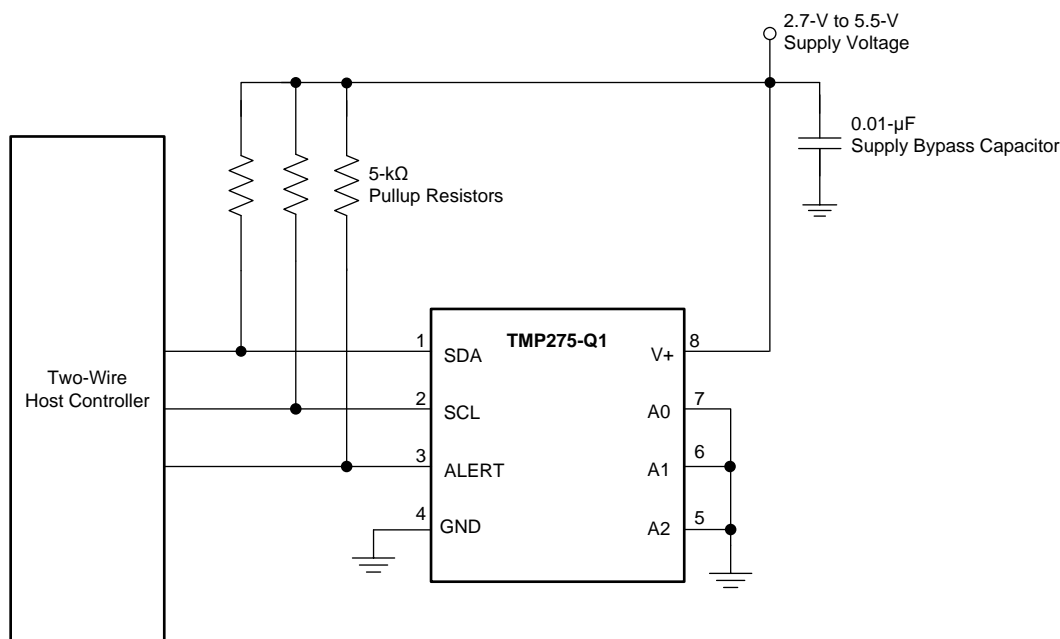 2.7-V to 5.5-V
Supply Voltage
0.01-µF
Supply Bypass Capacitor
5-kΩ
Pullup Resistors
Two-Wire
Host Controller
TMP275-Q1
1
SDA
V+
8
2
SCL
A0
7
3
ALERT
A1
6
4
GND
A2
5